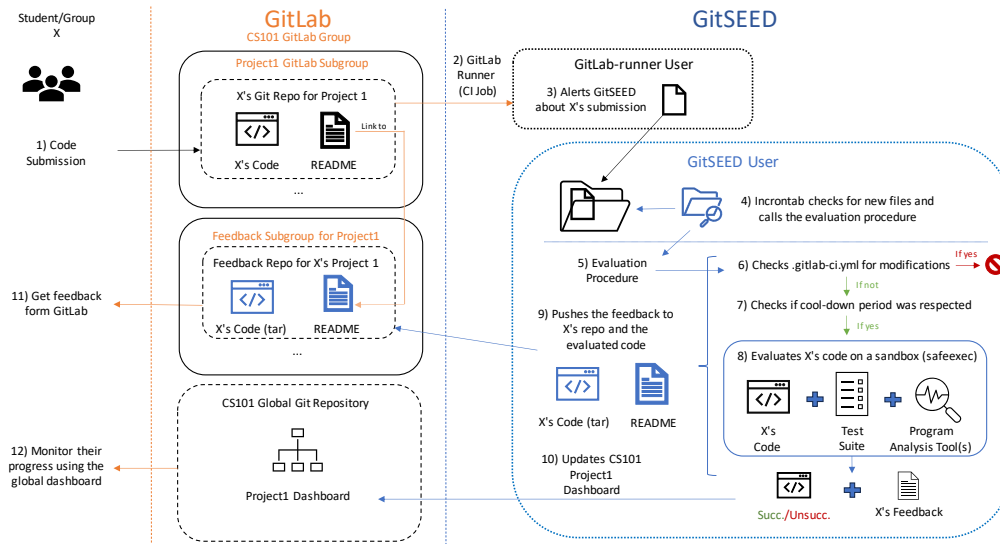 Student/Group
X
1) Code
Submission
11) Get feedback
form GitLab
12) Monitor their
progress using the
global dashboard
GitLab
CS101 GitLab Group
Project1 GitLab Subgroup
X's Git Repo for Project 1
Link to
X's Code
README
...
Feedback Subgroup for Project1
Feedback Repo for X's Project 1
X's Code (tar)
README
...
CS101 Global Git Repository
Project1 Dashboard
GitSEED
2) GitLab
Runner
(CI Job)
GitLab-runner User
3) Alerts GitSEED
about X's submission
GitSEED User
4) Incrontab checks for new files and
calls the evaluation procedure
5) Evaluation
Procedure
6) Checks .gitlab-ci.yml for modifications
If yes
If not
7) Checks if cool-down period was respected
If yes
8) Evaluates X's code on a sandbox (safeexec)
X's
Code
Test
Suite
Program
Analysis Tool(s)
9) Pushes the feedback to
X's repo and the
evaluated code
X's Code (tar)
README
10) Updates CS101
Project1
Dashboard
Succ./Unsucc.
X's Feedback